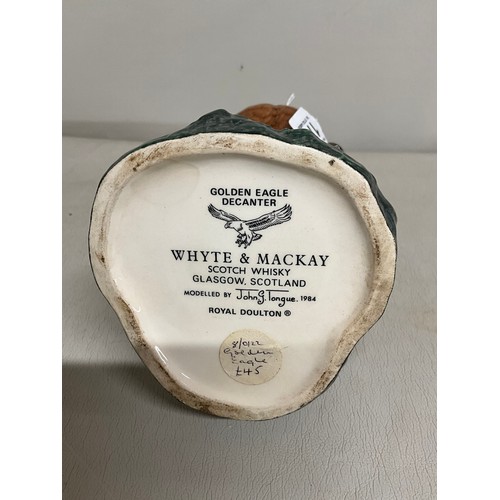 GOLDEN EAGLE
DECANTER
WHYTE & MACKAY
SCOTCH WHISKY
GLASGOW, SCOTLAND
MODELLED BY John G. Tongue. 1984
ROYAL DOULTON ®
Golden
Eagle
£45